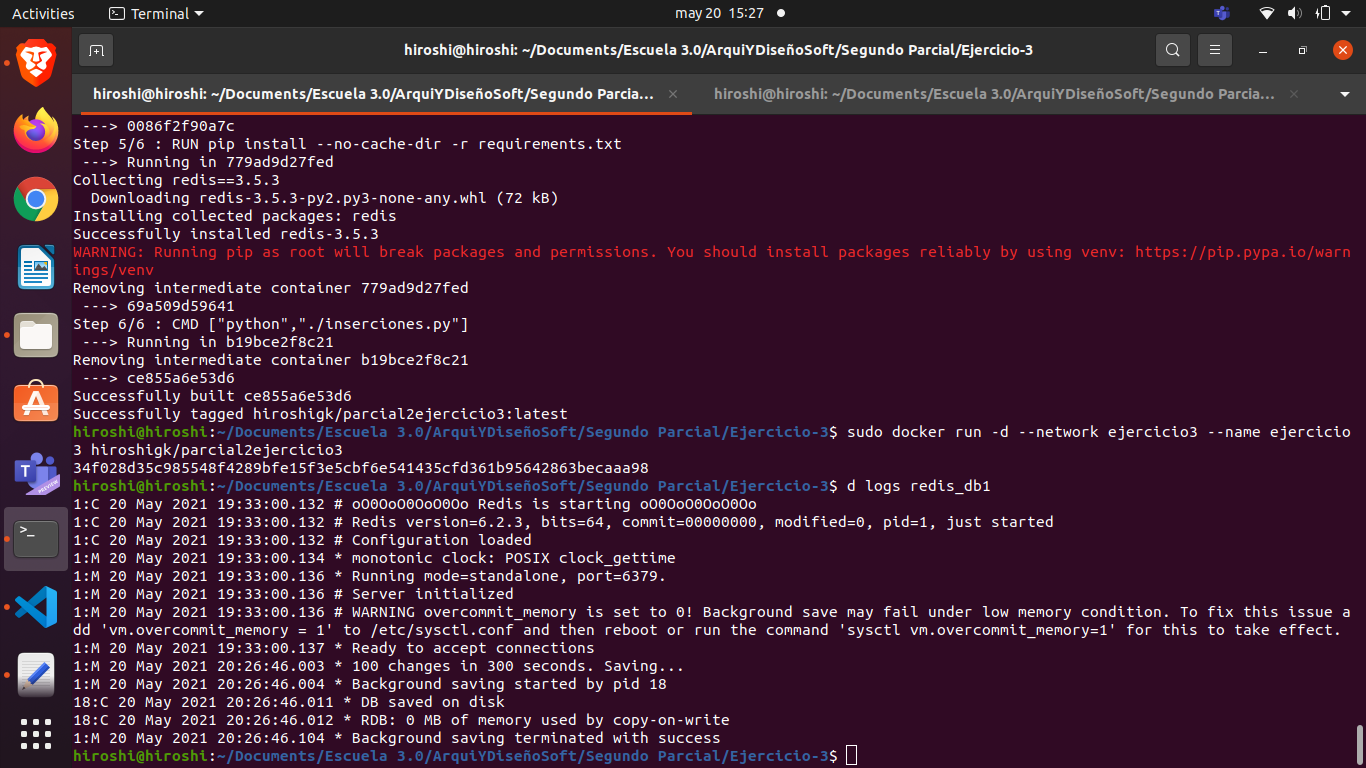 Activities
Terminal
may 20 15:27
hiroshi@hiroshi: ~/Documents/Escuela 3.0/ArquiYDiseñoSoft/Segundo Parcial/Ejercicio-3
hiroshi@hiroshi: ~/Documents/Escuela 3.0/ArquiYDiseñoSoft/Segundo Parcia...
hiroshi@hiroshi: ~/Documents/Escuela 3.0/ArquiYDiseñoSoft/Segundo Parcia...
---> 0086f2f90a7c
Step 5/6 : RUN pip install --no-cache-dir -r requirements.txt
---> Running in 779ad9d27fed
Collecting redis==3.5.3
Downloading redis-3.5.3-py2.py3-none-any.whl (72 kB)
Installing collected packages: redis
Successfully installed redis-3.5.3
WARNING: Running pip as root will break packages and permissions. You should install packages reliably by using venv: https://pip.pypa.io/warn
ings/venv
Removing intermediate container 779ad9d27fed
---> 69a509d59641
Step 6/6 : CMD ["python","./inserciones.py"]
---> Running in b19bce2f8c21
Removing intermediate container b19bce2f8c21
---> ce855a6e53d6
Successfully built ce855a6e53d6
Successfully tagged hiroshigk/parcial2ejercicio3:latest
hiroshi@hiroshi:~/Documents/Escuela 3.0/ArquiYDiseñoSoft/Segundo Parcial/Ejercicio-3$ sudo docker run -d --network ejercicio3 --name ejercicio
3 hiroshigk/parcial2ejercicio3
34f028d35c985548f4289bfe15f3e5cbf6e541435cfd361b95642863becaaa98
hiroshi@hiroshi:~/Documents/Escuela 3.0/ArquiYDiseñoSoft/Segundo Parcial/Ejercicio-3$ d logs redis_db1
1:C 20 May 2021 19:33:00.132 # oO0OoO0OoO0Oo Redis is starting oO0OoO0OoO0Oo
1:C 20 May 2021 19:33:00.132 # Redis version=6.2.3, bits=64, commit=00000000, modified=0, pid=1, just started
1:C 20 May 2021 19:33:00.132 # Configuration loaded
1:M 20 May 2021 19:33:00.134 * monotonic clock: POSIX clock_gettime
1:M 20 May 2021 19:33:00.136 * Running mode=standalone, port=6379.
1:M 20 May 2021 19:33:00.136 # Server initialized
1:M 20 May 2021 19:33:00.136 # WARNING overcommit_memory is set to 0! Background save may fail under low memory condition. To fix this issue a
dd 'vm.overcommit_memory = 1' to /etc/sysctl.conf and then reboot or run the command 'sysctl vm.overcommit_memory=1' for this to take effect.
1:M 20 May 2021 19:33:00.137 * Ready to accept connections
1:M 20 May 2021 20:26:46.003 * 100 changes in 300 seconds. Saving...
1:M 20 May 2021 20:26:46.004 * Background saving started by pid 18
18:C 20 May 2021 20:26:46.011 * DB saved on disk
18:C 20 May 2021 20:26:46.012 * RDB: 0 MB of memory used by copy-on-write
1:M 20 May 2021 20:26:46.104 * Background saving terminated with success
hiroshi@hiroshi:~/Documents/Escuela 3.0/ArquiYDiseñoSoft/Segundo Parcial/Ejercicio-3$